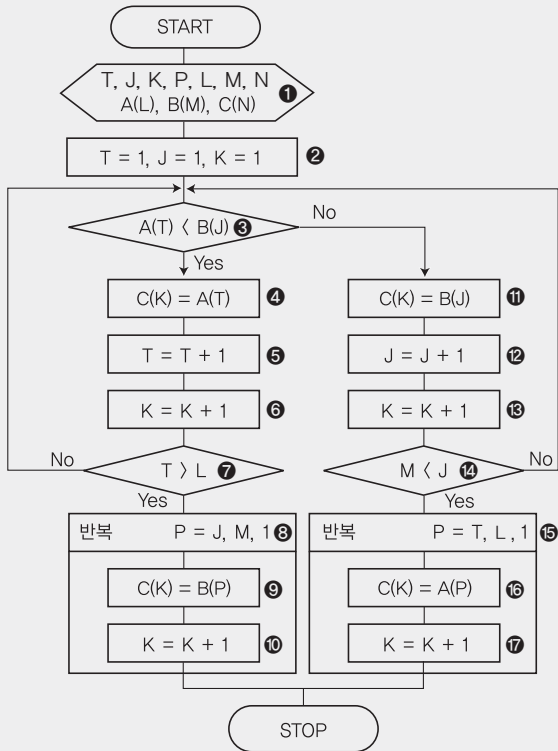 START
T, J, K, P, L, M, N
A(L), B(M), C(N) ❶
T = 1, J = 1, K = 1 ❷
A(T) < B(J) ❸
No
Yes
C(K) = A(T) ❹
T = T + 1 ❺
K = K + 1 ❻
T > L ❼
No
Yes
반복 P = J, M, 1 ❽
C(K) = B(P) ❾
K = K + 1 ❿
C(K) = B(J) ⓫
J = J + 1 ⓬
K = K + 1 ⓭
M < J ⓮
No
Yes
반복 P = T, L, 1 ⓯
C(K) = A(P) ⓰
K = K + 1 ⓱
STOP